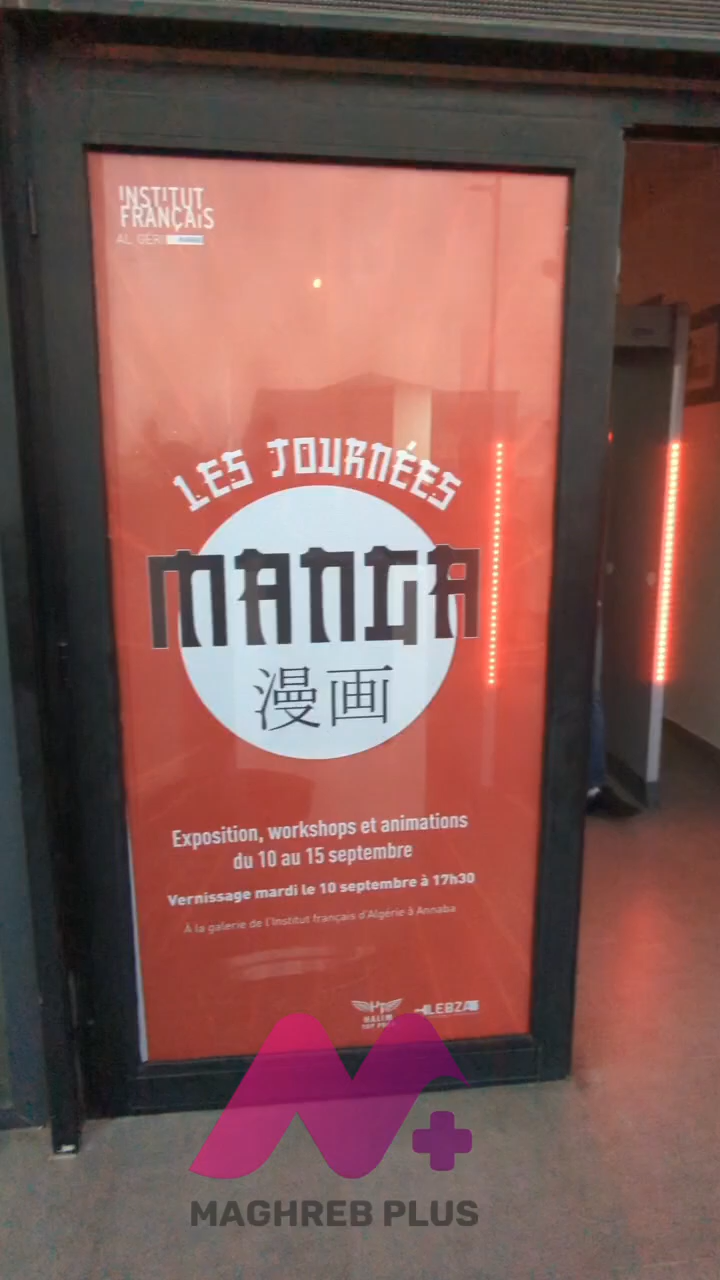 INSTITUT
FRANÇAIS
LES JOURNÉES
MANGA
漫画
Exposition, workshops et animations
du 10 au 15 septembre
Vernissage mardi le 10 septembre à 17h30
À la galerie de l'Institut français d'Algérie à Annaba
MAGHREB PLUS